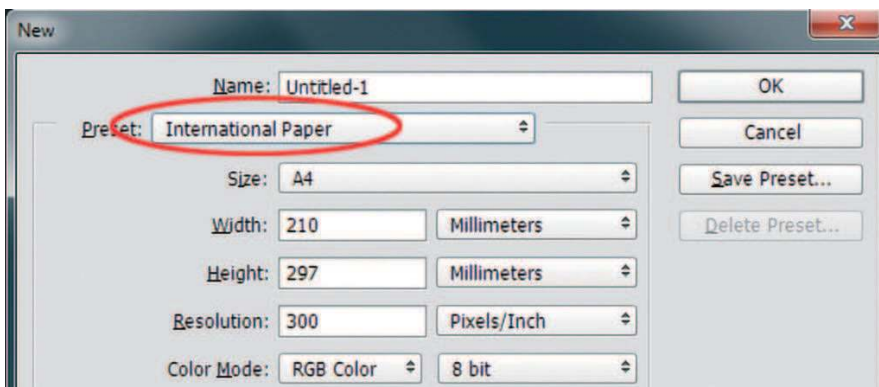 New
Name: Untitled-1 OK
Preset: International Paper Cancel
Size: A4 Save Preset...
Width: 210 Millimeters Delete Preset...
Height: 297 Millimeters
Resolution: 300 Pixels/Inch
Color Mode: RGB Color 8 bit